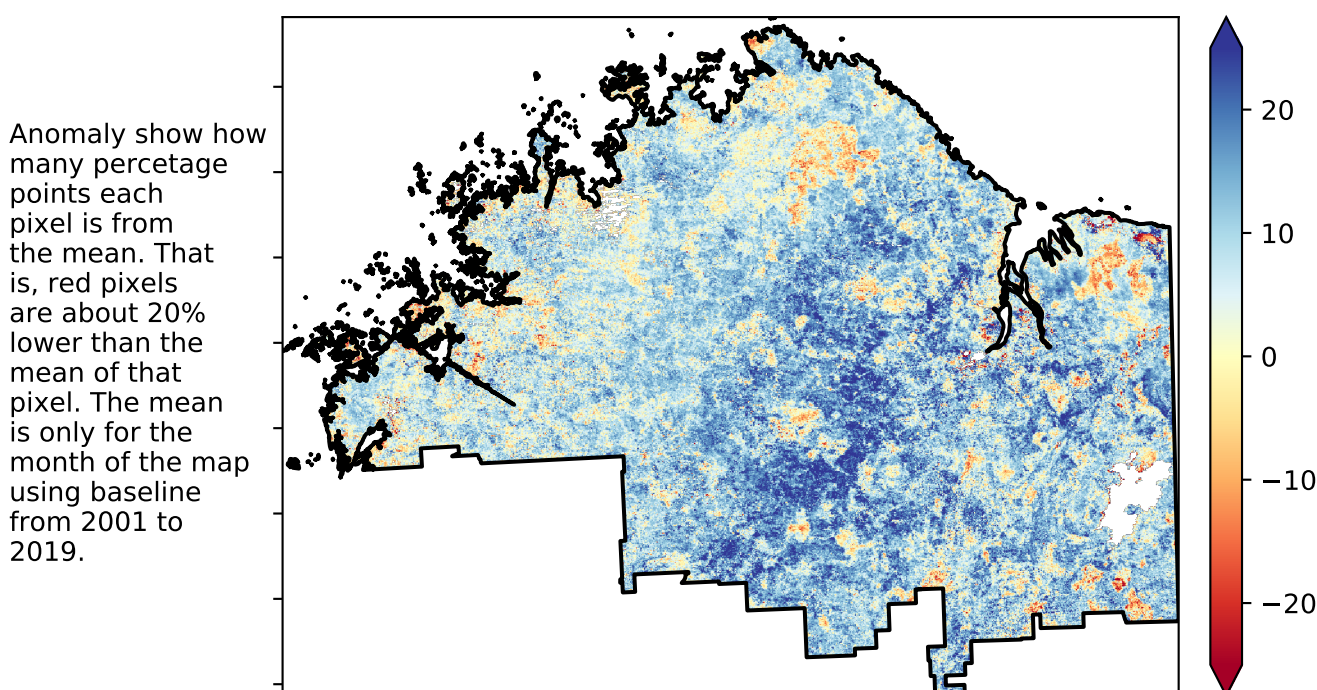 Anomaly show how
many percetage
points each
pixel is from
the mean. That
is, red pixels
are about 20%
lower than the
mean of that
pixel. The mean
is only for the
month of the map
using baseline
from 2001 to
2019.
20
10
0
−10
−20